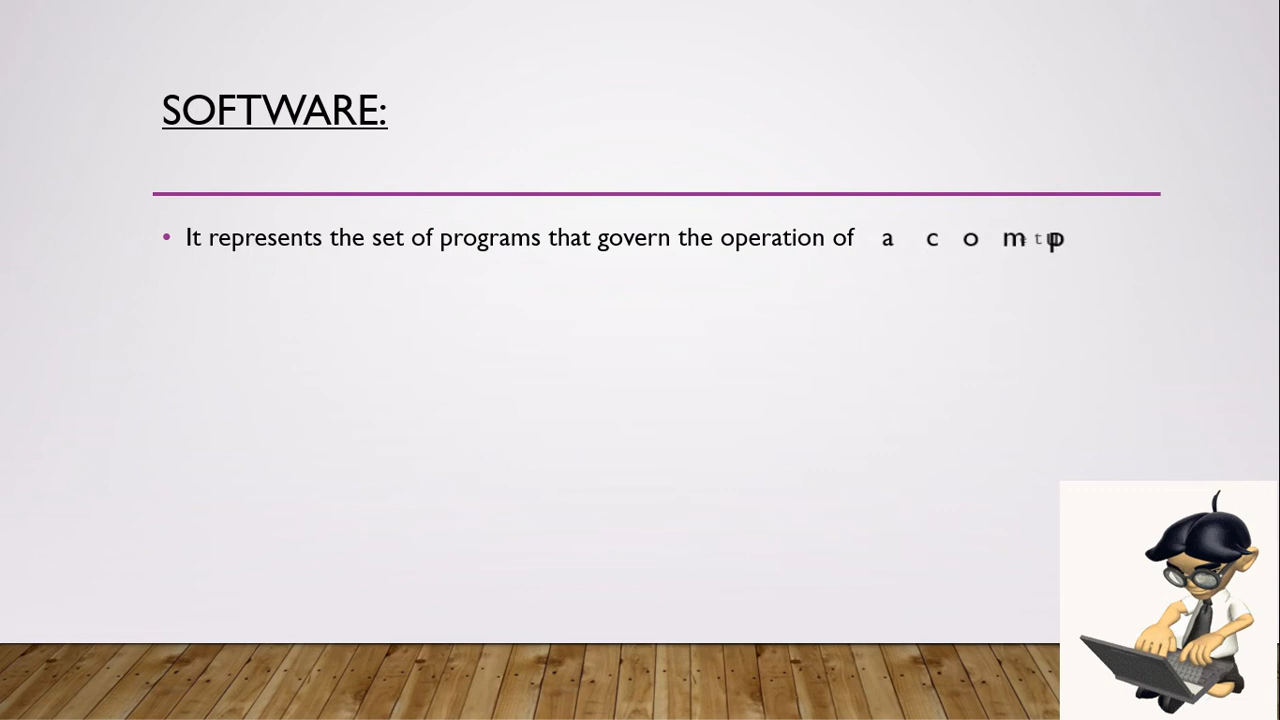 SOFTWARE:
• It represents the set of programs that govern the operation of a